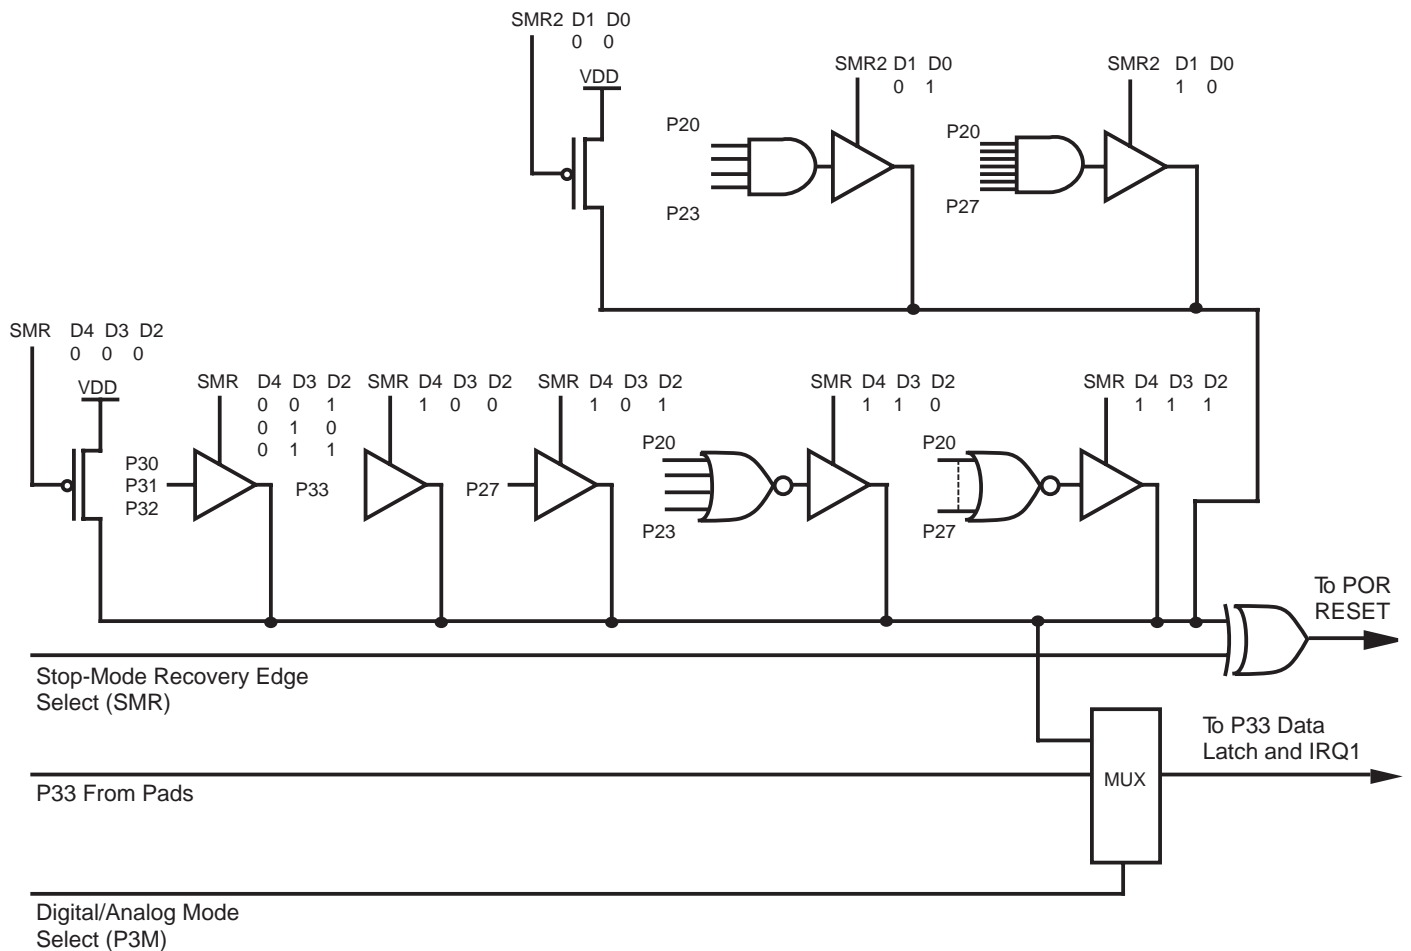 SMR2 D1 D0
0 0
VDD
SMR2 D1 D0
0 1
SMR2 D1 D0
1 0
P20
P23
P20
P27
SMR D4 D3 D2
0 0 0
VDD
SMR D4 D3 D2
0 0 1
0 1 0
0 1 1
SMR D4 D3 D2
1 0 0
SMR D4 D3 D2
1 0 1
SMR D4 D3 D2
1 1 0
SMR D4 D3 D2
1 1 1
P30
P31
P32
P33
P27
P20
P23
P20
P27
To POR
RESET
Stop-Mode Recovery Edge
Select (SMR)
To P33 Data
Latch and IRQ1
MUX
P33 From Pads
Digital/Analog Mode
Select (P3M)